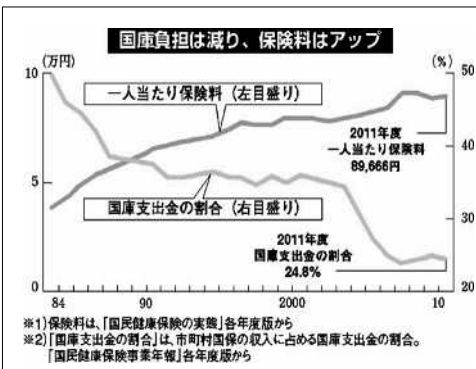 国庫負担は減り、保険料はアップ
(万円)
(%)
10
50
一人当たり保険料(左目盛り)
2011年度
一人当たり保険料
89,666円
40
5
国庫支出金の割合(右目盛り)
30
2011年度
国庫支出金の割合
24.8%
0
20
84
90
2000
10
※1)保険料は、「国民健康保険の実態」各年度版から
※2)「国庫支出金の割合」は、市町村国保の収入に占める国庫支出金の割合。
「国民健康保険事業年報」各年度版から